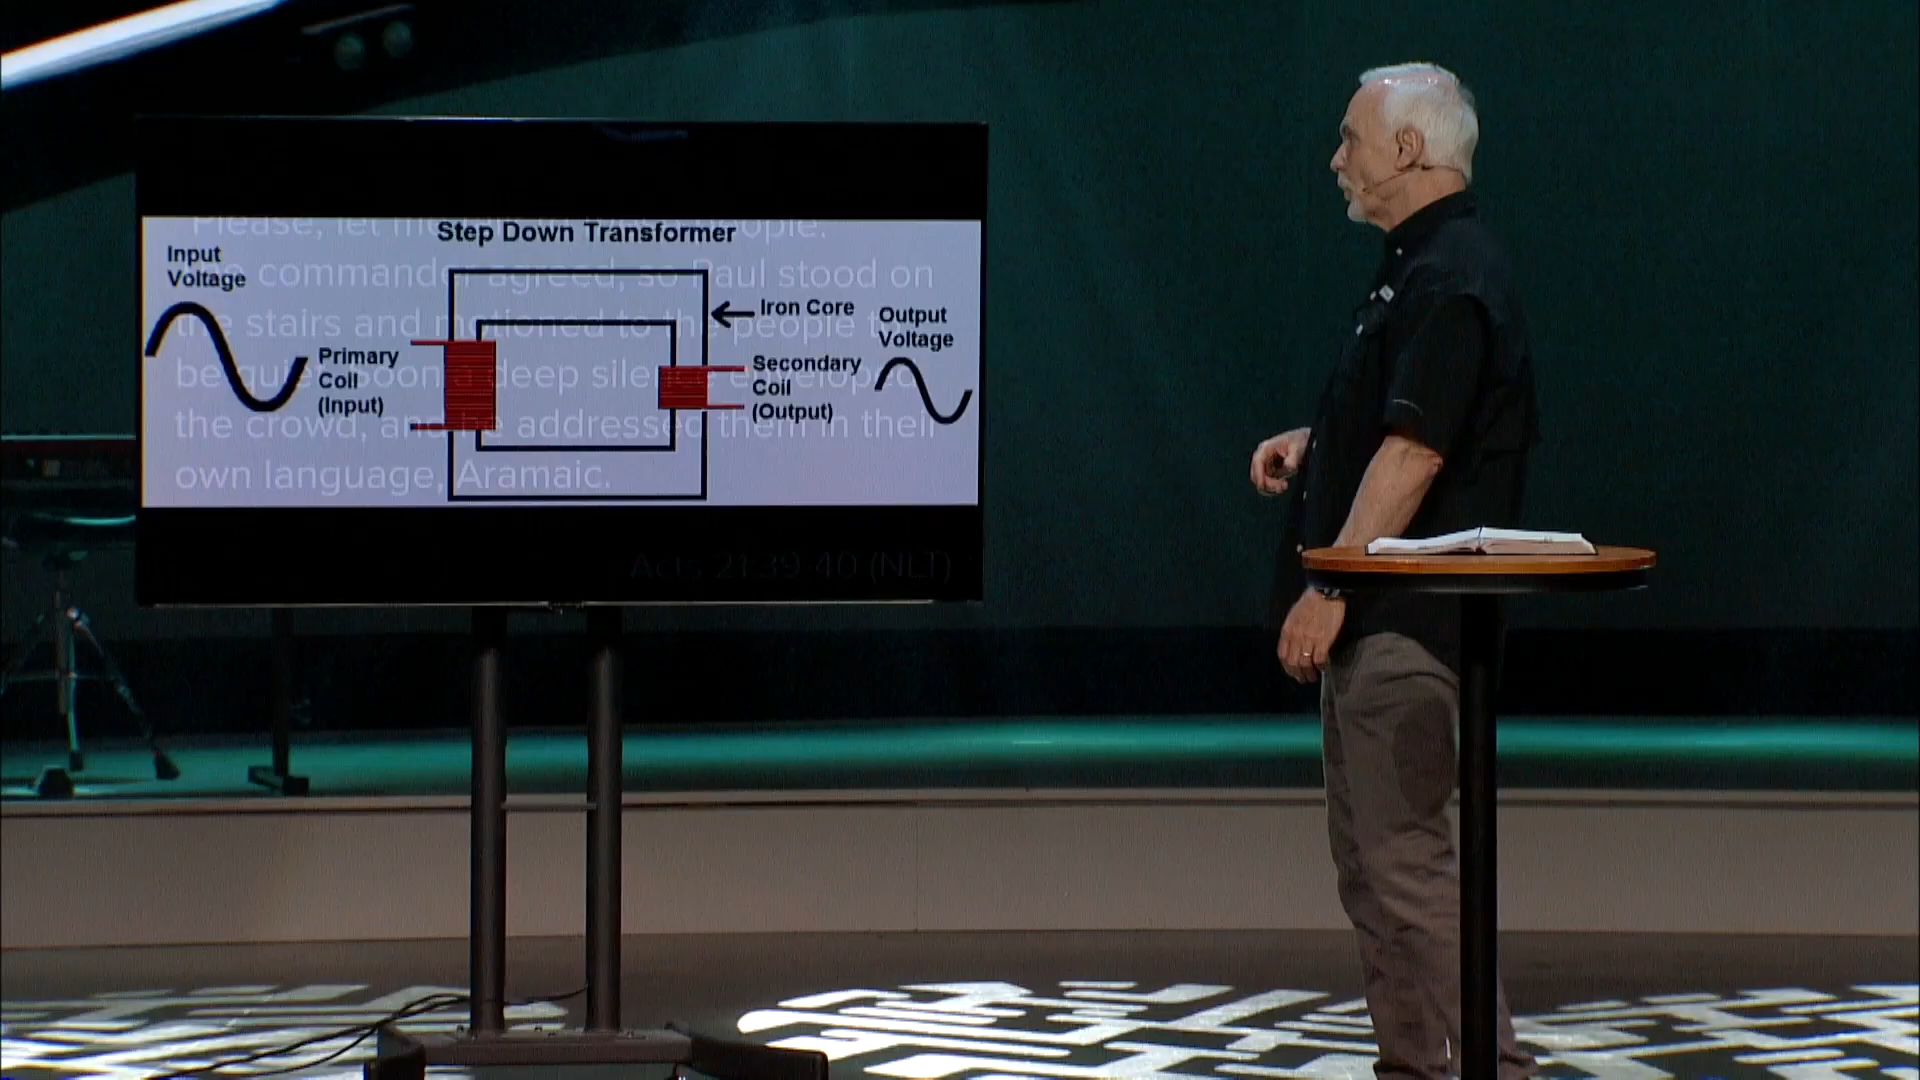 Step Down Transformer
Input
Voltage
Iron Core
Output
Voltage
Primary
Coil
(Input)
Secondary
Coil
(Output)
Please, let
commander agreed, so Paul stood on
the stairs and motioned to the people
be quiet. Soon a deep silence enveloped
the crowd, and he addressed them in their
own language, Aramaic.
Acts 21:39-40 (NLT)